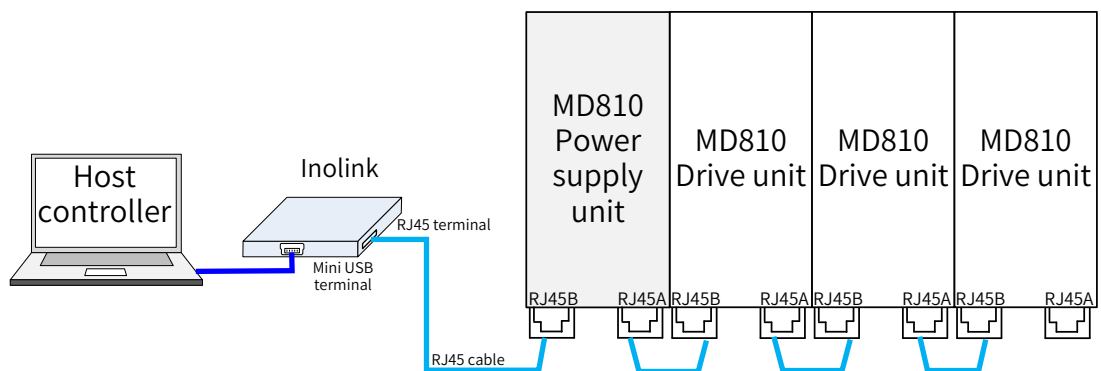 Host
controller
Inolink
RJ45 terminal
Mini USB
terminal
RJ45 cable
MD810
Power
supply
unit
MD810
Drive unit
MD810
Drive unit
MD810
Drive unit
RJ45B
RJ45A
RJ45B
RJ45A
RJ45B
RJ45A
RJ45B
RJ45A